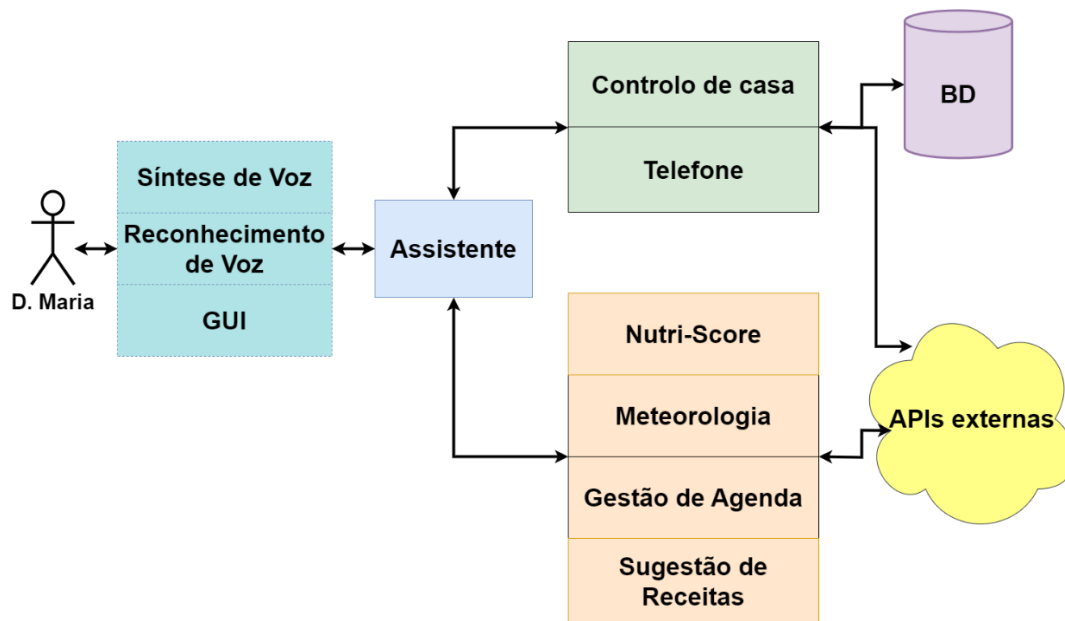 D. Maria
Síntese de Voz
Reconhecimento
de Voz
GUI
Assistente
Controlo de casa
Telefone
BD
Nutri-Score
Meteorologia
Gestão de Agenda
Sugestão de
Receitas
APIs externas